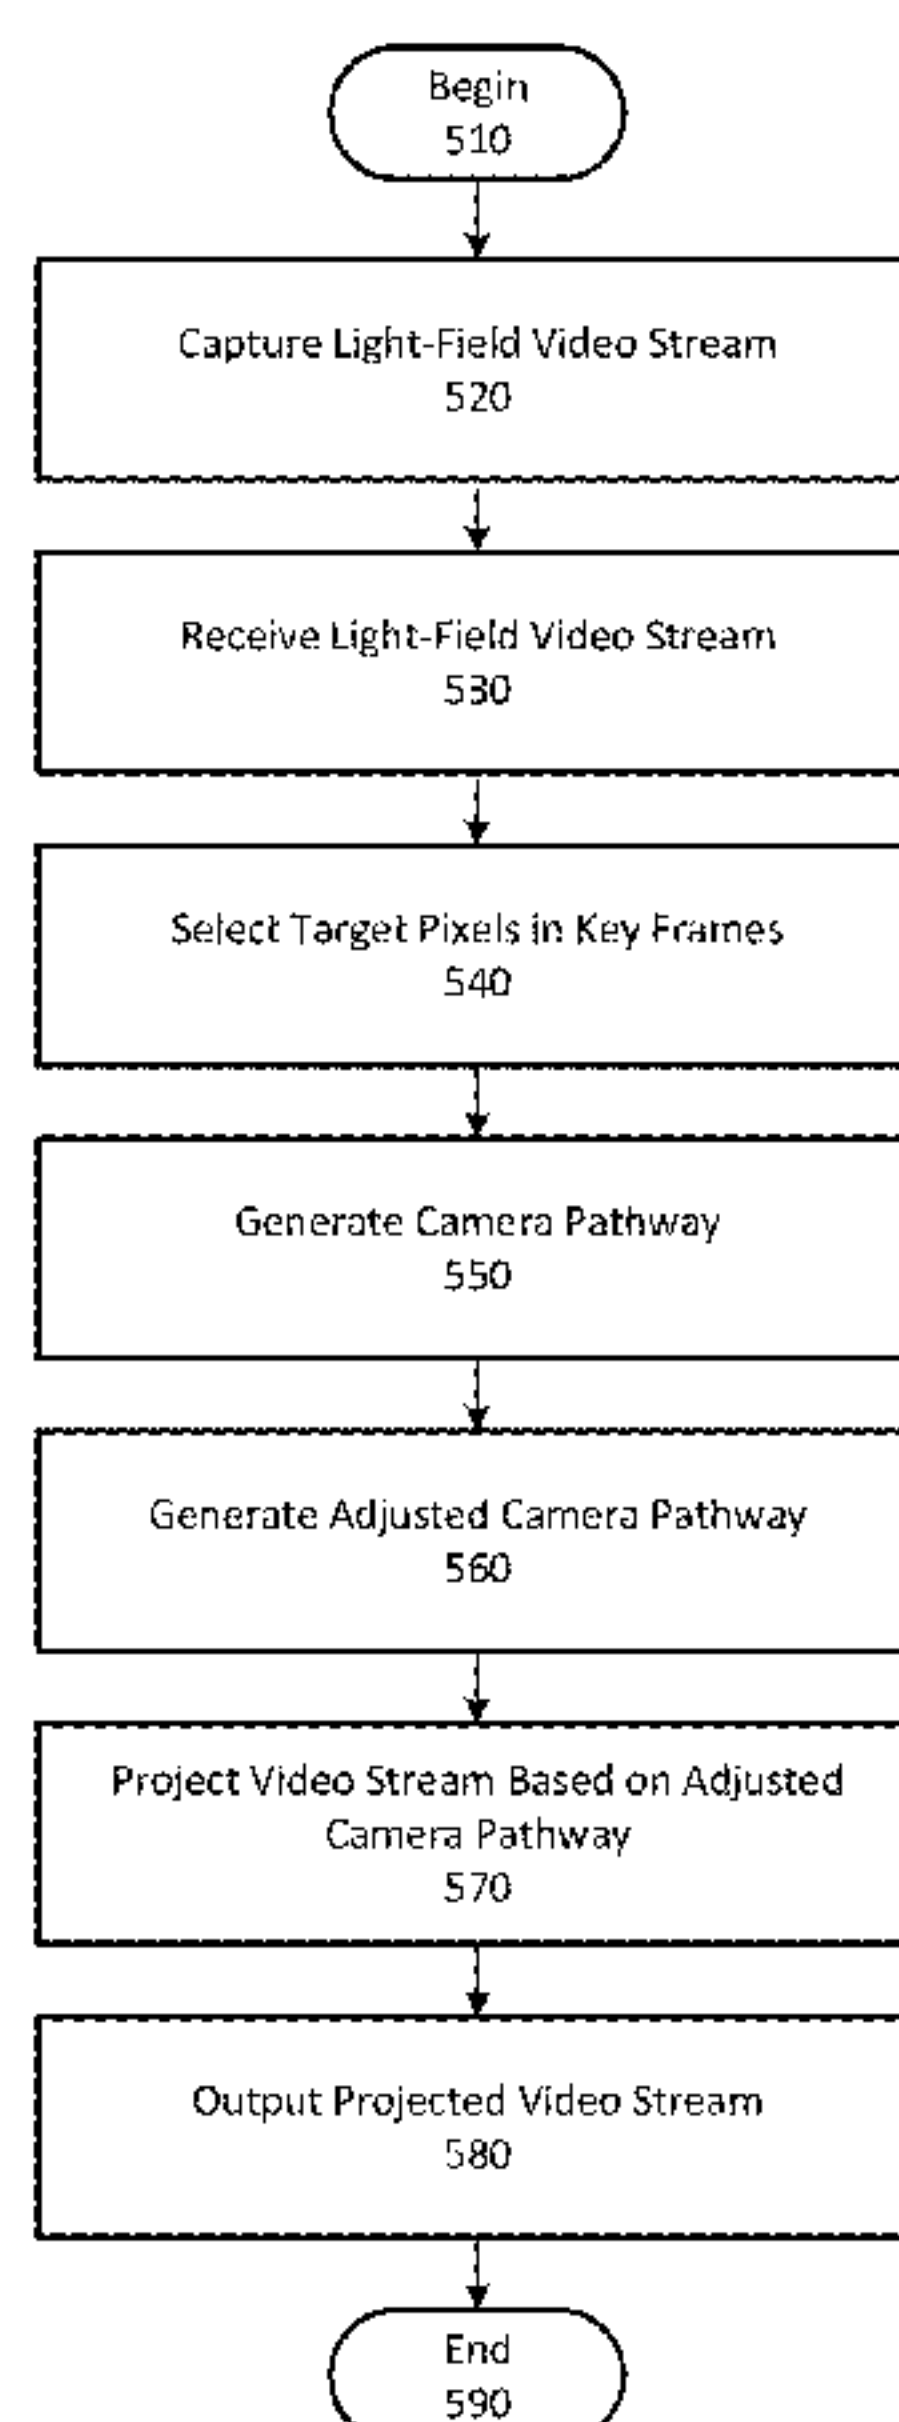 Begin
510
Capture Light-Field Video Stream
520
Receive Light-Field Video Stream
530
Select Target Pixels in Key Frames
540
Generate Camera Pathway
550
Generate Adjusted Camera Pathway
560
Project Video Stream Based on Adjusted
Camera Pathway
570
Output Projected Video Stream
580
End
590